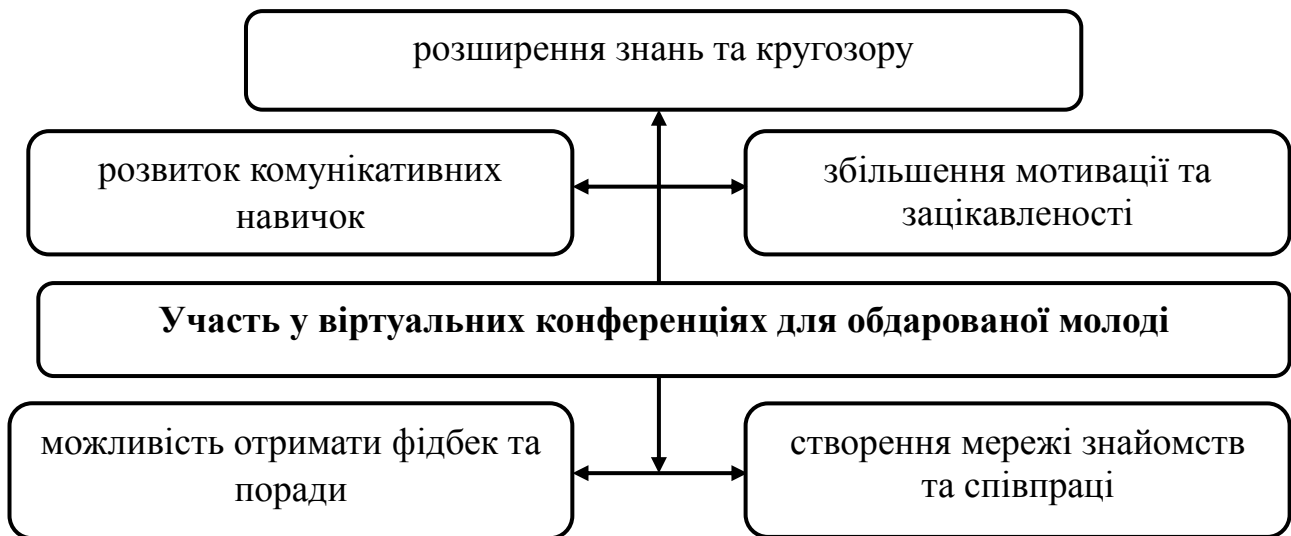 розширення знань та кругозору
розвиток комунікативних
навичок
збільшення мотивації та
зацікавленості
Участь у віртуальних конференціях для обдарованої молоді
можливість отримати фідбек та
поради
створення мережі знайомств
та співпраці